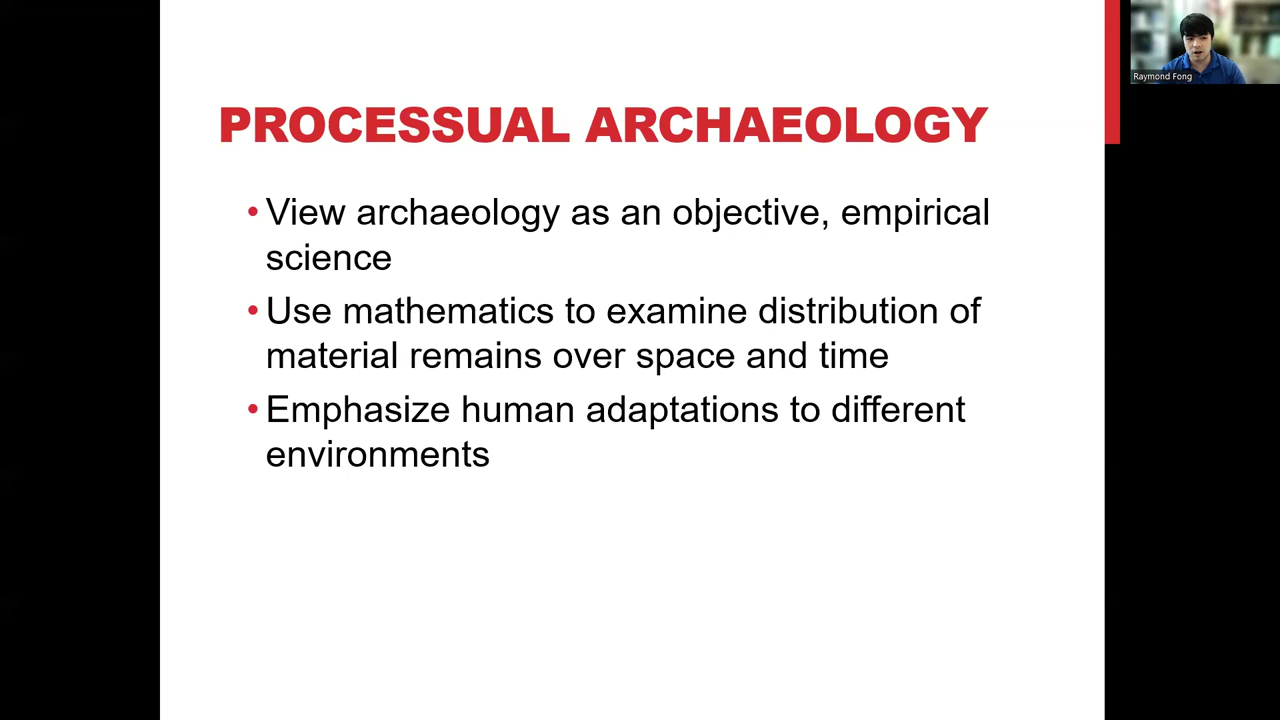 PROCESSUAL ARCHAEOLOGY
• View archaeology as an objective, empirical
science
• Use mathematics to examine distribution of
material remains over space and time
• Emphasize human adaptations to different
environments
Raymond Fong